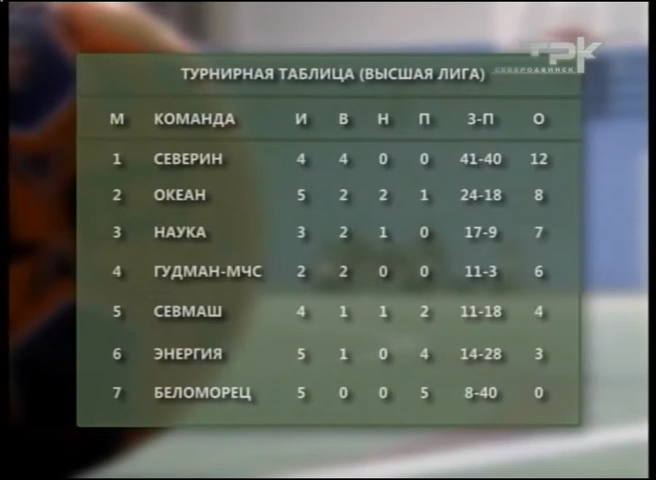 ТРК
СЕВЕРОДВИНСК
ТУРНИРНАЯ ТАБЛИЦА (ВЫСШАЯ ЛИГА)
М КОМАНДА И В Н П З-П О
1 СЕВЕРИН 4 4 0 0 41-40 12
2 ОКЕАН 5 2 2 1 24-18 8
3 НАУКА 3 2 1 0 17-9 7
4 ГУДМАН-МЧС 2 2 0 0 11-3 6
5 СЕВМАШ 4 1 1 2 11-18 4
6 ЭНЕРГИЯ 5 1 0 4 14-28 3
7 БЕЛОМОРЕЦ 5 0 0 5 8-40 0